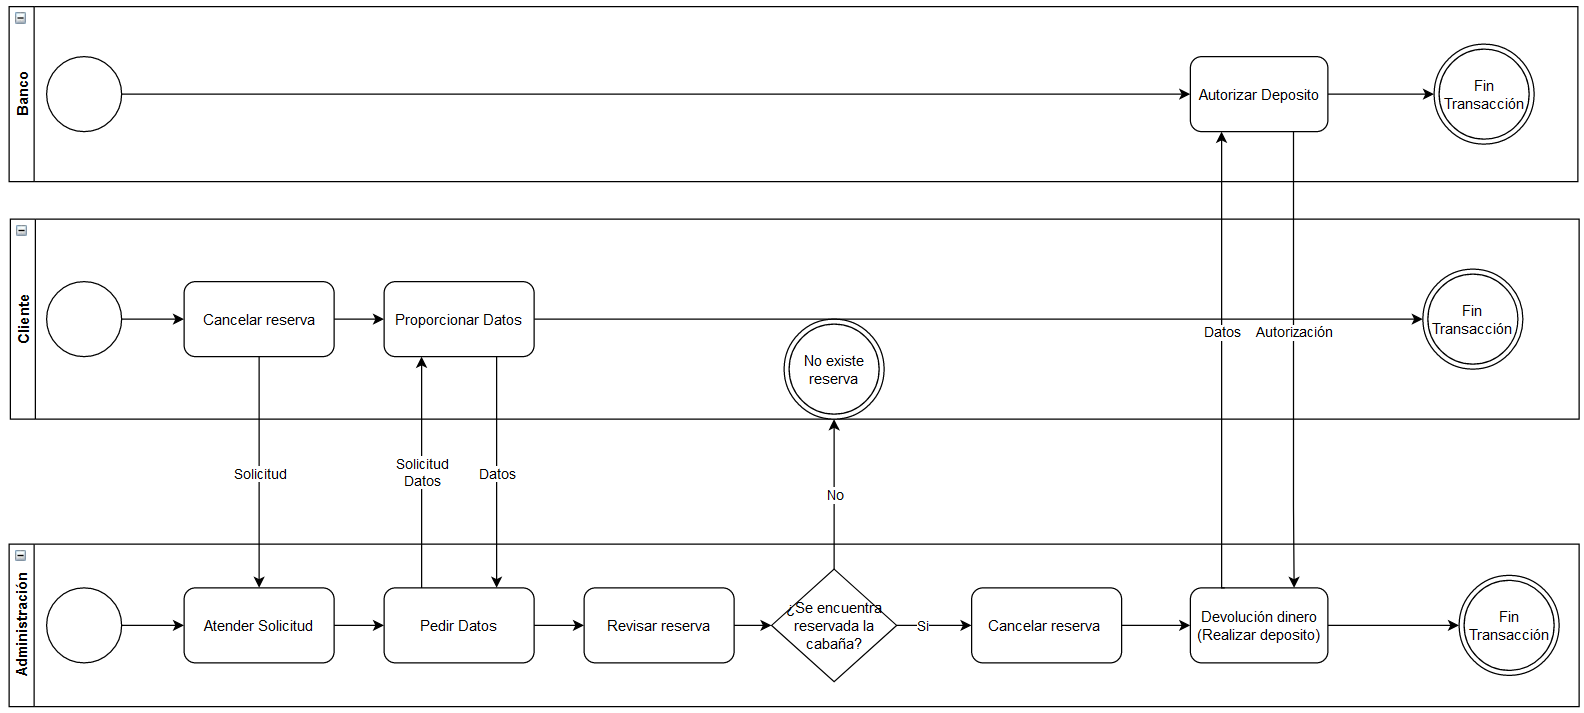 Banco
Autorizar Deposito
Fin
Transacción
Cliente
Cancelar reserva
Proporcionar Datos
No existe
reserva
Datos
Autorización
Fin
Transacción
Solicitud
Solicitud
Datos
Datos
No
Administración
Atender Solicitud
Pedir Datos
Revisar reserva
¿Se encuentra
reservada la
cabaña?
Si
Cancelar reserva
Devolución dinero
(Realizar deposito)
Fin
Transacción